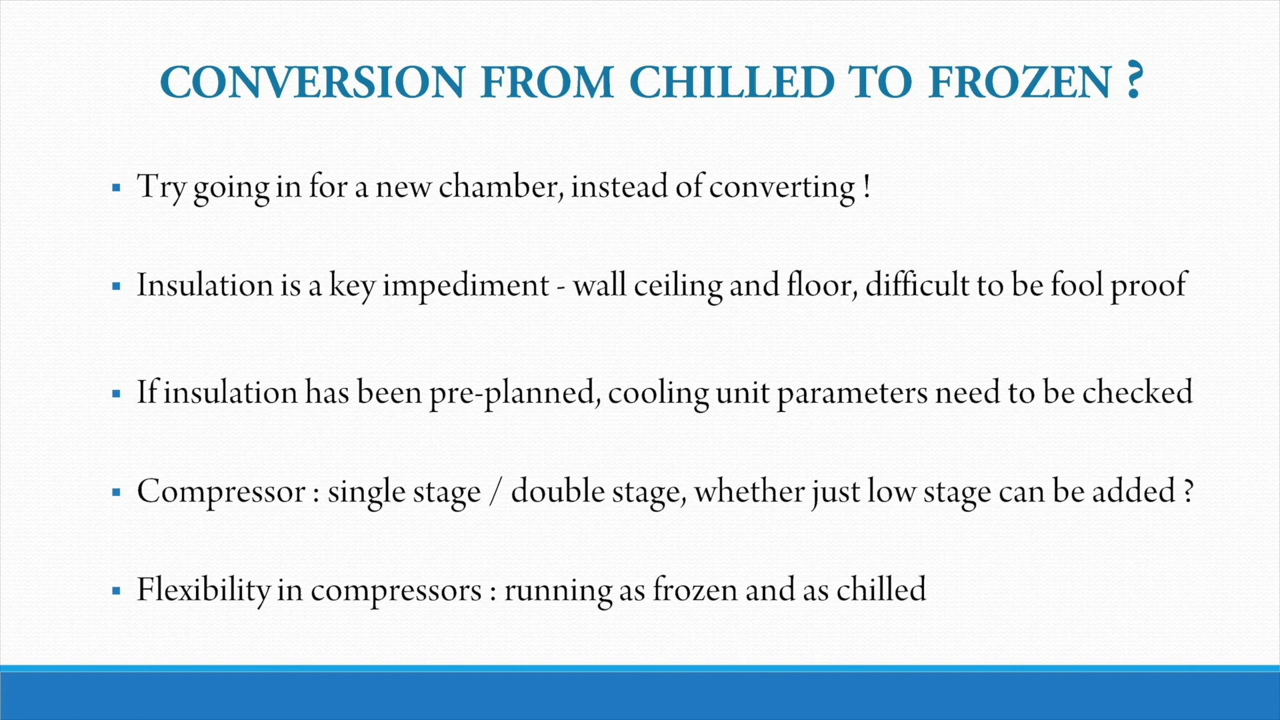 CONVERSION FROM CHILLED TO FROZEN ?
▪ Try going in for a new chamber, instead of converting !
▪ Insulation is a key impediment - wall ceiling and floor, difficult to be fool proof
▪ If insulation has been pre-planned, cooling unit parameters need to be checked
▪ Compressor : single stage / double stage, whether just low stage can be added ?
▪ Flexibility in compressors : running as frozen and as chilled